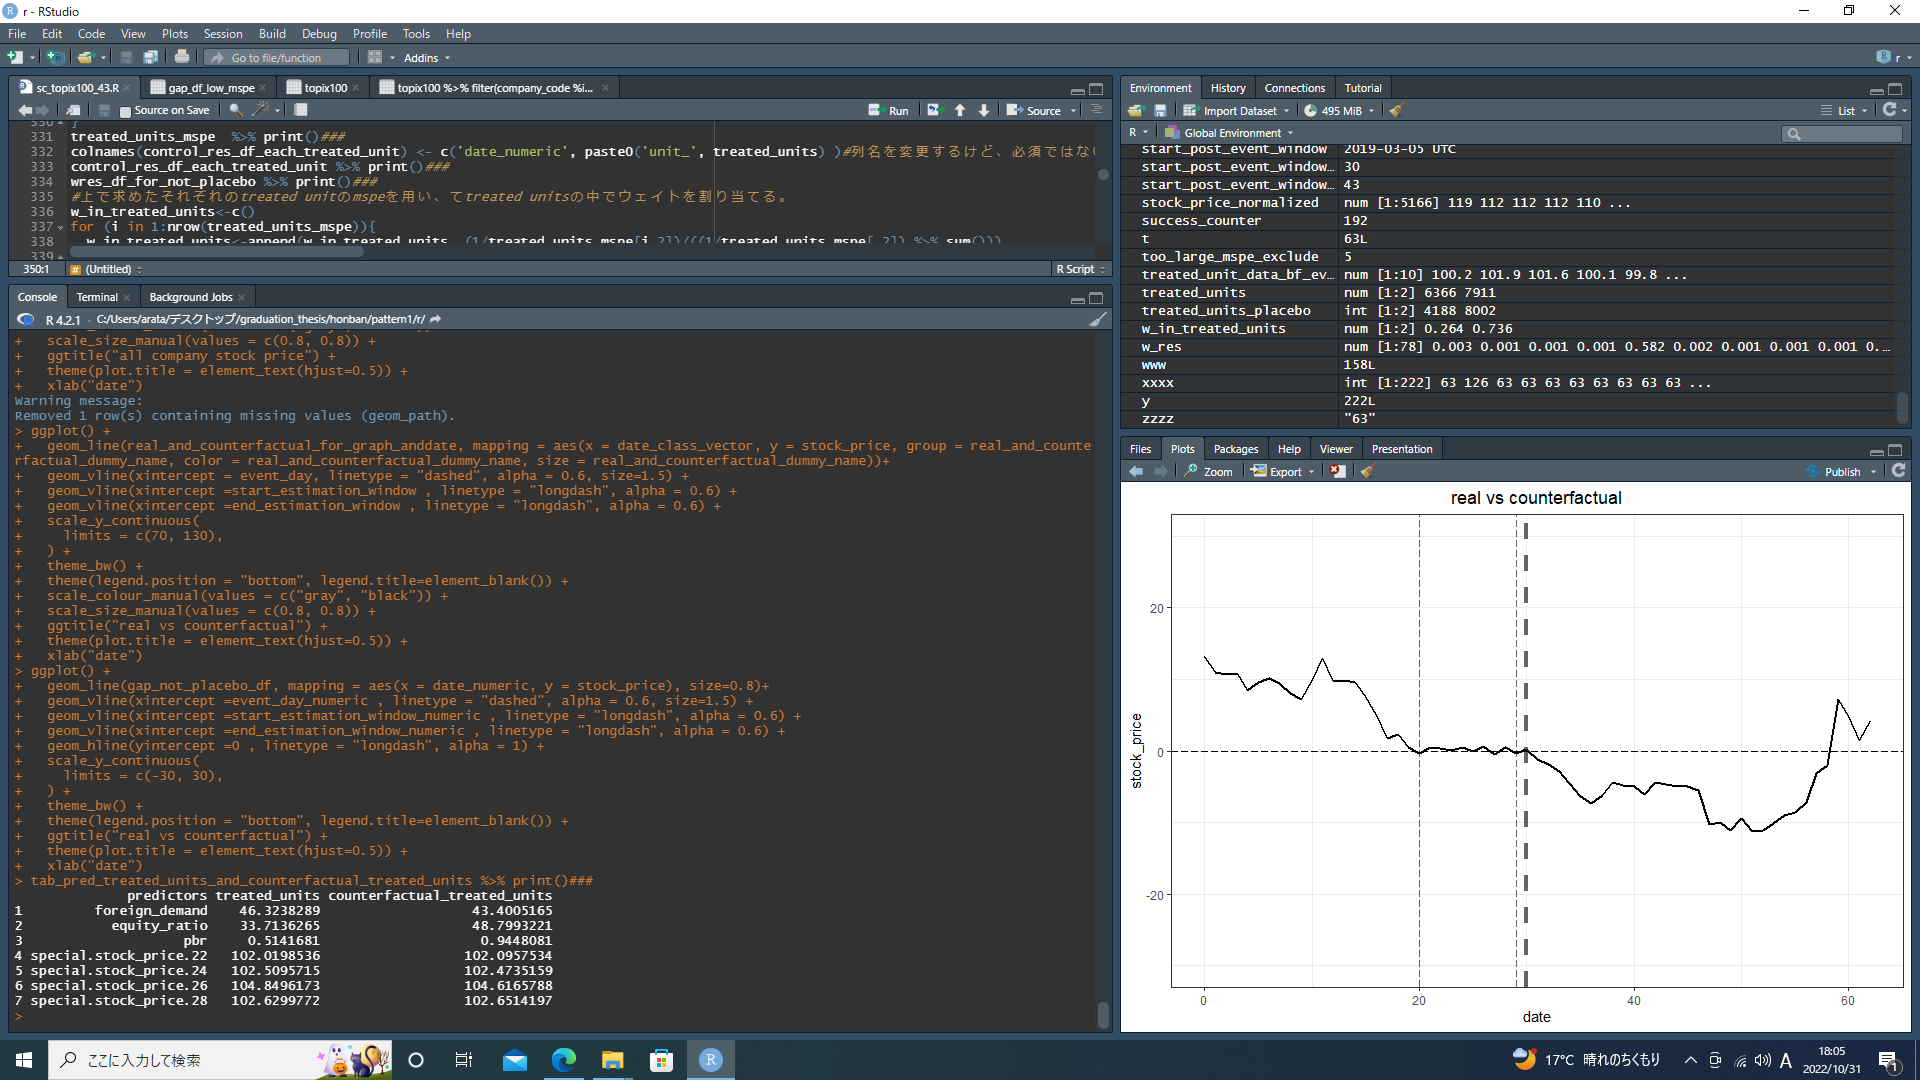 r - RStudio
File Edit Code View Plots Session Build Debug Profile Tools Help
Go to file/function Addins
sc_topix100_43.R gap_df_low_mspe topix100 topix100 %>% filter(company_code %i...
Source on Save Run Source
330 }
331 treated_units_mspe %>% print()###
332 colnames(control_res_df_each_treated_unit) <- c('date_numeric', paste0('unit_', treated_units) )#列名を変更するけど、必須ではない
333 control_res_df_each_treated_unit %>% print()###
334 wres_df_for_not_placebo %>% print()###
335 #上で求めたそれぞれのtreated unitのmspeを用い、てtreated unitsの中でウェイトを割り当てる。
336 w_in_treated_units<-c()
337 for (i in 1:nrow(treated_units_mspe)){
338 w_in_treated_units<-append(w_in_treated_units, (1/treated_units_mspe[i,2])/((1/treated_units_mspe[,2]) %>% sum()))
339
350:1 (Untitled) R Script
Console Terminal Background Jobs
R 4.2.1 · C:/Users/arata/デスクトップ/graduation_thesis/honban/pattern1/r/
+ scale_size_manual(values = c(0.8, 0.8)) +
+ ggtitle("all company stock price") +
+ theme(plot.title = element_text(hjust=0.5)) +
+ xlab("date")
Warning message:
Removed 1 row(s) containing missing values (geom_path).
> ggplot() +
+ geom_line(real_and_counterfactual_for_graph_anddate, mapping = aes(x = date_class_vector, y = stock_price, group = real_and_counte
rfactual_dummy_name, color = real_and_counterfactual_dummy_name, size = real_and_counterfactual_dummy_name))+
+ geom_vline(xintercept = event_day, linetype = "dashed", alpha = 0.6, size=1.5) +
+ geom_vline(xintercept =start_estimation_window , linetype = "longdash", alpha = 0.6) +
+ geom_vline(xintercept =end_estimation_window , linetype = "longdash", alpha = 0.6) +
+ scale_y_continuous(
+ limits = c(70, 130),
+ ) +
+ theme_bw() +
+ theme(legend.position = "bottom", legend.title=element_blank()) +
+ scale_colour_manual(values = c("gray", "black")) +
+ scale_size_manual(values = c(0.8, 0.8)) +
+ ggtitle("real vs counterfactual") +
+ theme(plot.title = element_text(hjust=0.5)) +
+ xlab("date")
> ggplot() +
+ geom_line(gap_not_placebo_df, mapping = aes(x = date_numeric, y = stock_price), size=0.8)+
+ geom_vline(xintercept =event_day_numeric , linetype = "dashed", alpha = 0.6, size=1.5) +
+ geom_vline(xintercept =start_estimation_window_numeric , linetype = "longdash", alpha = 0.6) +
+ geom_vline(xintercept =end_estimation_window_numeric , linetype = "longdash", alpha = 0.6) +
+ geom_hline(yintercept =0 , linetype = "longdash", alpha = 1) +
+ scale_y_continuous(
+ limits = c(-30, 30),
+ ) +
+ theme_bw() +
+ theme(legend.position = "bottom", legend.title=element_blank()) +
+ ggtitle("real vs counterfactual") +
+ theme(plot.title = element_text(hjust=0.5)) +
+ xlab("date")
> tab_pred_treated_units_and_counterfactual_treated_units %>% print()###
predictors treated_units counterfactual_treated_units
1 foreign_demand 46.3238289 43.4005165
2 equity_ratio 33.7136265 48.7993221
3 pbr 0.5141681 0.9448081
4 special.stock_price.22 102.0198536 102.0957534
5 special.stock_price.24 102.5095715 102.4735159
6 special.stock_price.26 104.8496173 104.6165788
7 special.stock_price.28 102.6299772 102.6514197
>
Environment History Connections Tutorial
Import Dataset 495 MiB List
R Global Environment
start_post_event_window 2019-03-05 UTC
start_post_event_window… 30
start_post_event_window… 43
stock_price_normalized num [1:5166] 119 112 112 112 110 ...
success_counter 192
t 63L
too_large_mspe_exclude 5
treated_unit_data_bf_ev… num [1:10] 100.2 101.9 101.6 100.1 99.8 ...
treated_units num [1:2] 6366 7911
treated_units_placebo int [1:2] 4188 8002
w_in_treated_units num [1:2] 0.264 0.736
w_res num [1:78] 0.003 0.001 0.001 0.001 0.582 0.002 0.001 0.001 0.001 0.…
www 158L
xxxx int [1:222] 63 126 63 63 63 63 63 63 63 63 ...
y 222L
zzzz "63"
Files Plots Packages Help Viewer Presentation
Zoom Export Publish
real vs counterfactual
20
0
-20
stock_price
0 20 40 60
date
ここに入力して検索
17°C 晴れのちくもり A 18:05
2022/10/31
1